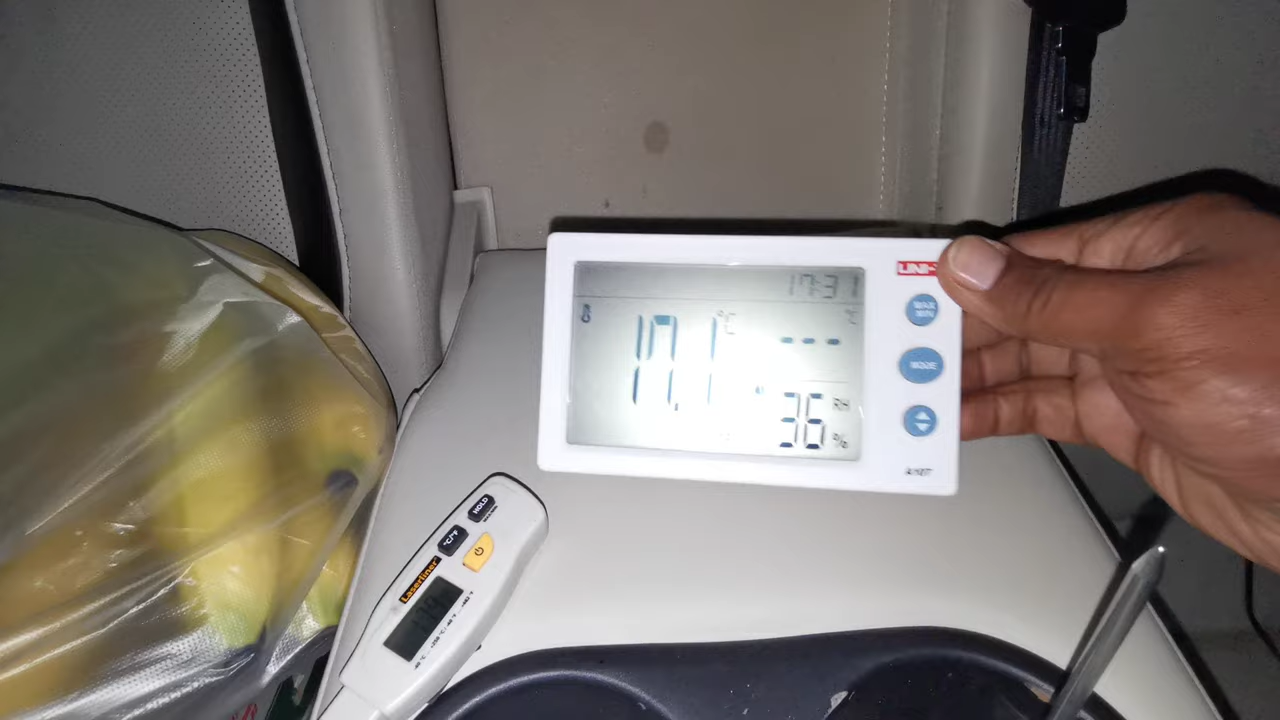 17:31
°C
°C
17.1
---
36
RH
%
UNI-T
MAX
MIN
MODE
HOLD
°C/°F
Laserliner